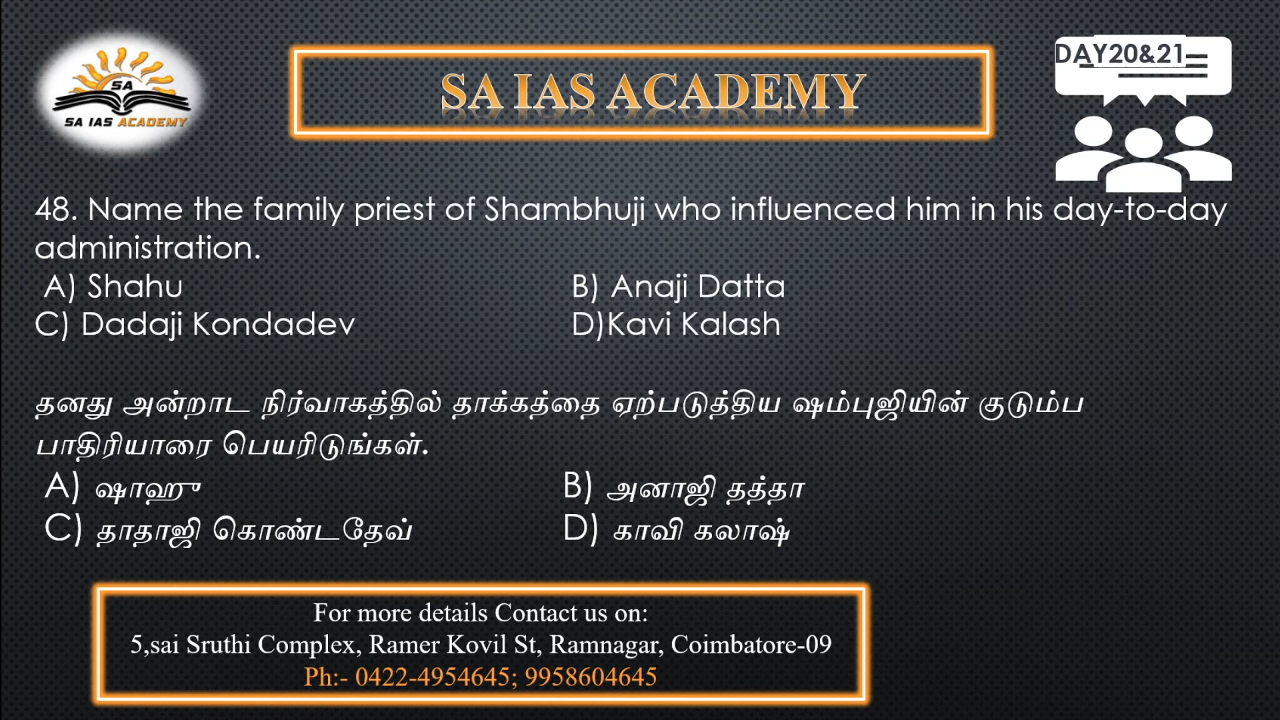 SA
SA IAS ACADEMY
SA IAS ACADEMY
DAY20&21
48. Name the family priest of Shambhuji who influenced him in his day-to-day
administration.
A) Shahu B) Anaji Datta
C) Dadaji Kondadev D)Kavi Kalash
தனது அன்றாட நிர்வாகத்தில் தாக்கத்தை ஏற்படுத்திய ஷம்புஜியின் குடும்ப
பாதிரியாரை பெயரிடுங்கள்.
A) ஷாஹு B) அனாஜி தத்தா
C) தாதாஜி கொண்டதேவ் D) காவி கலாஷ்
For more details Contact us on:
5,sai Sruthi Complex, Ramer Kovil St, Ramnagar, Coimbatore-09
Ph:- 0422-4954645; 9958604645